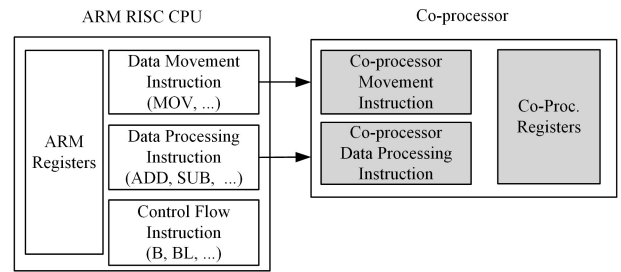 ARM RISC CPU
Co-processor
ARM
Registers
Data Movement
Instruction
(MOV, ...)
Data Processing
Instruction
(ADD, SUB, ...)
Control Flow
Instruction
(B, BL, ...)
Co-processor
Movement
Instruction
Co-processor
Data Processing
Instruction
Co-Proc.
Registers